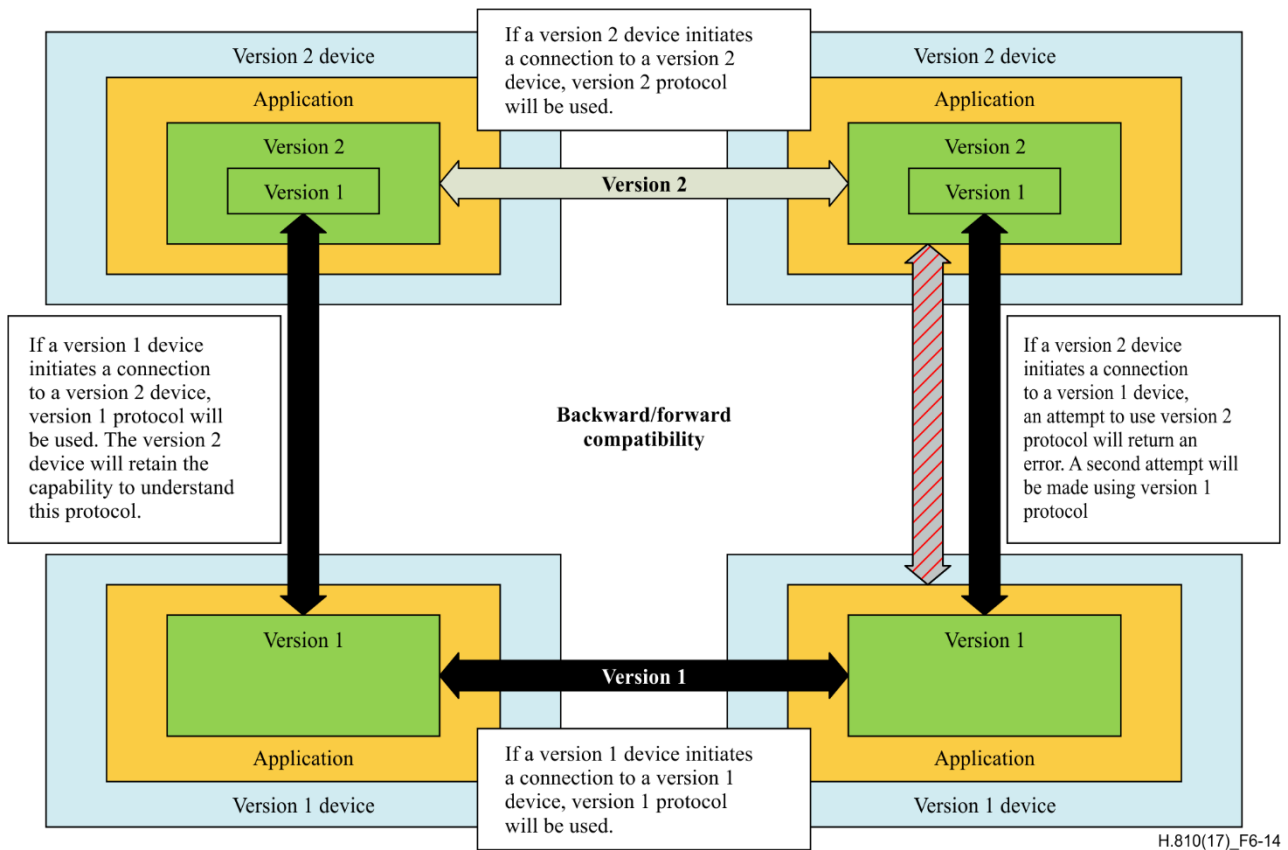 Version 2 device
If a version 2 device initiates
a connection to a version 2
device, version 2 protocol
will be used.
Version 2 device
Application
Application
Version 2
Version 2
Version 1
Version 2
Version 1
If a version 1 device
initiates a connection
to a version 2 device,
version 1 protocol will
be used. The version 2
device will retain the
capability to understand
this protocol.
Backward/forward
compatibility
If a version 2 device
initiates a connection
to a version 1 device,
an attempt to use version 2
protocol will return an
error. A second attempt will
be made using version 1
protocol
Version 1
Version 1
Version 1
Application
If a version 1 device initiates
a connection to a version 1
device, version 1 protocol
will be used.
Application
Version 1 device
Version 1 device
H.810(17)_F6-14